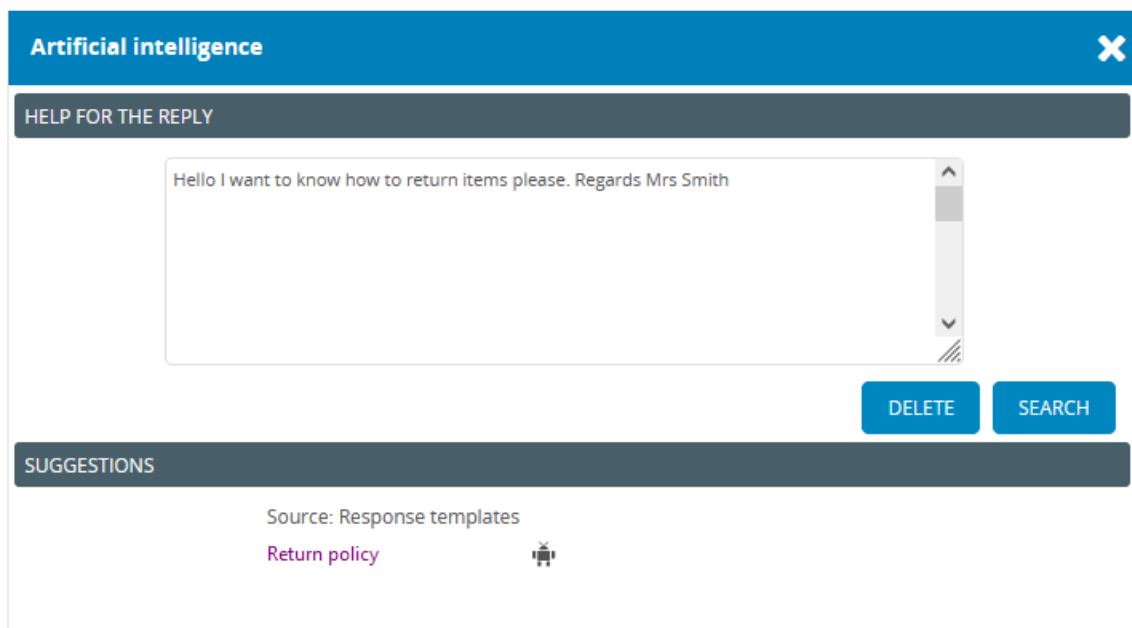 Artificial intelligence
HELP FOR THE REPLY
Hello I want to know how to return items please. Regards Mrs Smith
DELETE SEARCH
SUGGESTIONS
Source: Response templates
Return policy